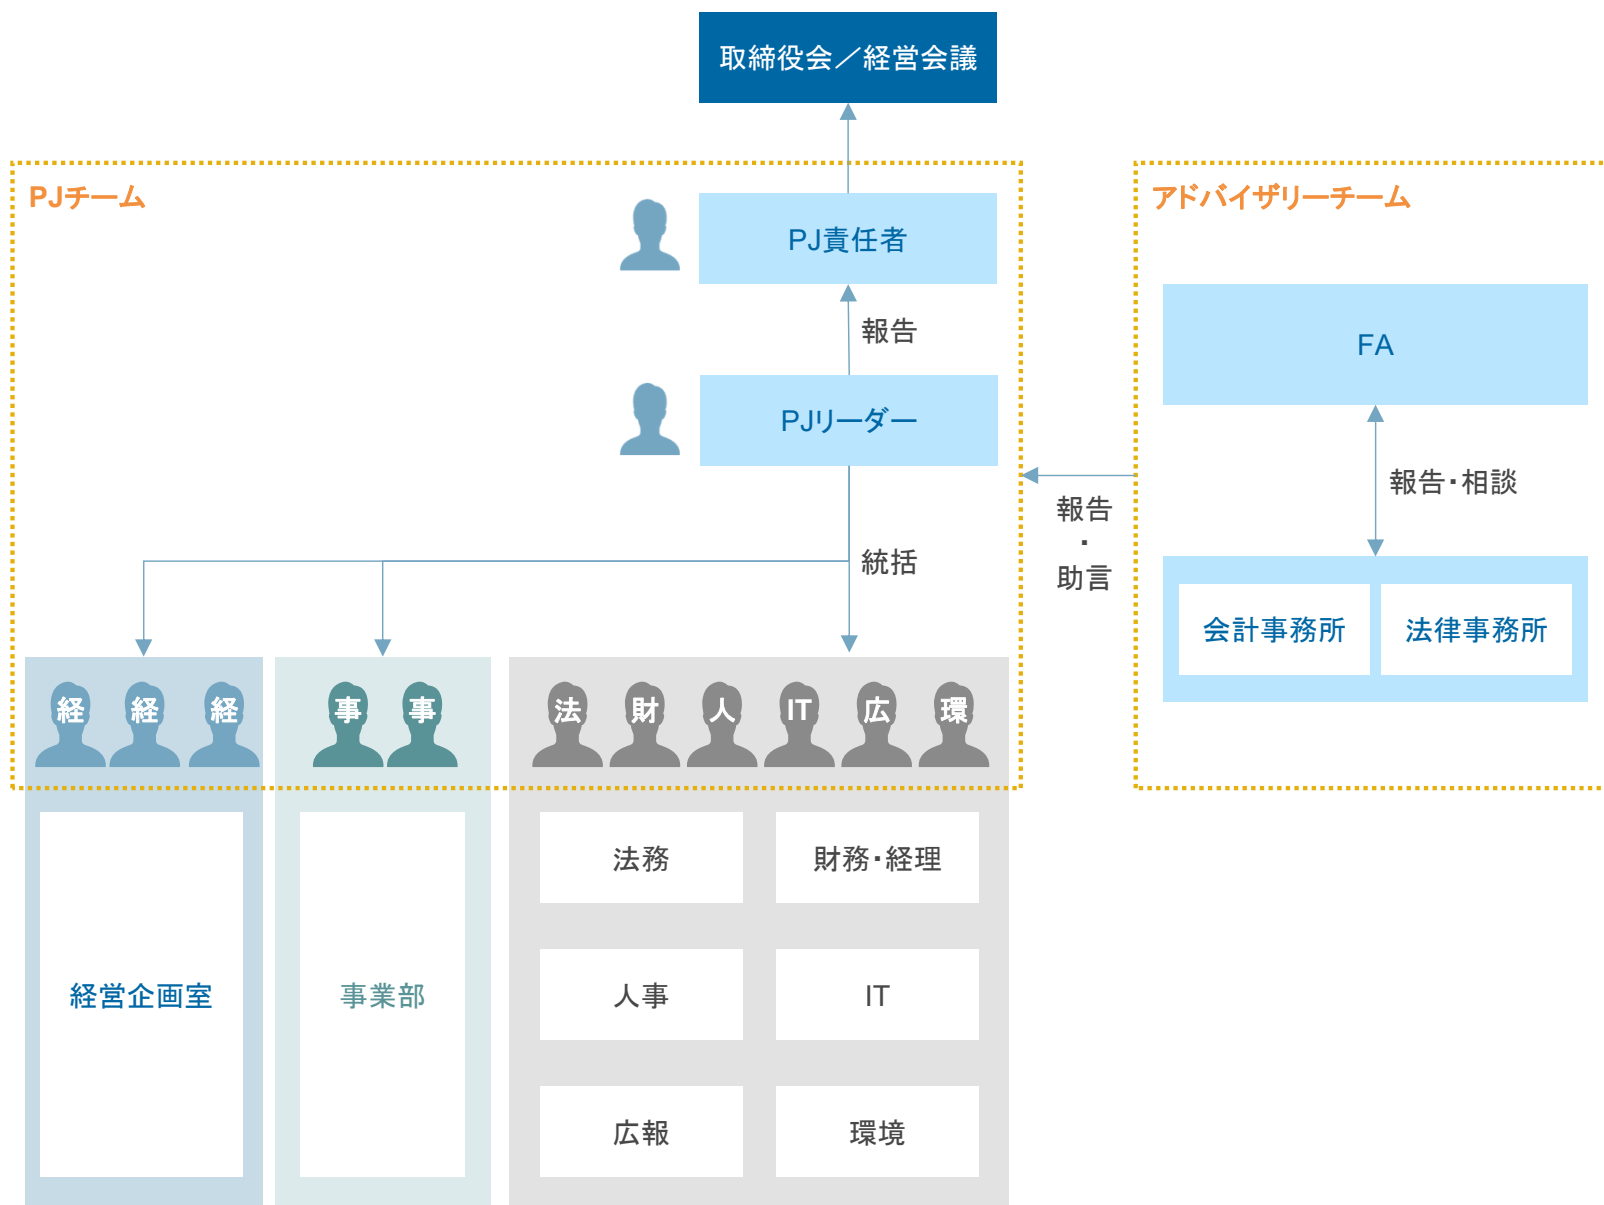 取締役会／経営会議
PJチーム
PJ責任者
報告
PJリーダー
統括
経 経 経
事 事
法 財 人 IT 広 環
経営企画室
事業部
法務
財務・経理
人事
IT
広報
環境
報告
・
助言
アドバイザリーチーム
FA
報告・相談
会計事務所
法律事務所